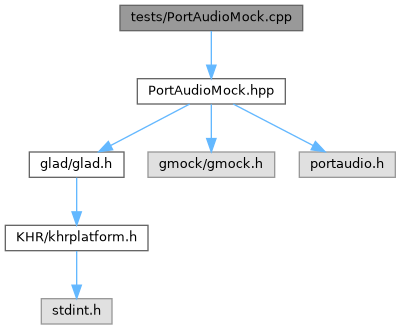 tests/PortAudioMock.cpp
PortAudioMock.hpp
glad/glad.h
gmock/gmock.h
portaudio.h
KHR/khrplatform.h
stdint.h